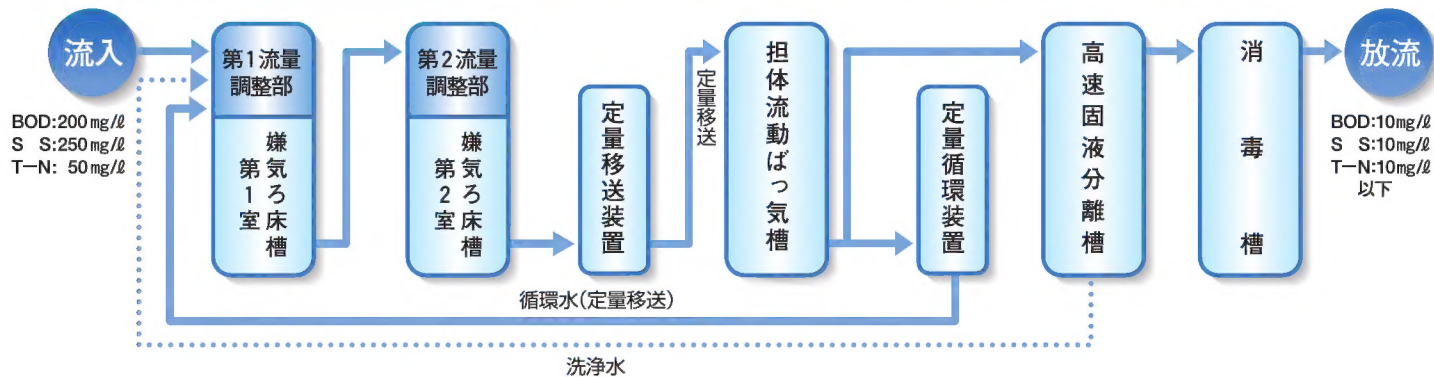 流入
BOD:200mg/ℓ
S S:250mg/ℓ
T-N: 50mg/ℓ
第1流量
調整部
嫌気ろ床槽
第1室
第2流量
調整部
嫌気ろ床槽
第2室
定量移送装置
定量移送
担体流動ばっ気槽
定量循環装置
高速固液分離槽
消毒槽
放流
BOD:10mg/ℓ
S S:10mg/ℓ
T-N:10mg/ℓ
以下
循環水(定量移送)
洗浄水